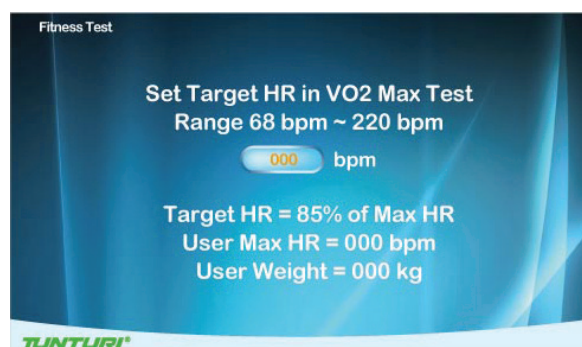 Fitness Test
Set Target HR in VO2 Max Test
Range 68 bpm ~ 220 bpm
000 bpm
Target HR = 85% of Max HR
User Max HR = 000 bpm
User Weight = 000 kg
TUNTURI®